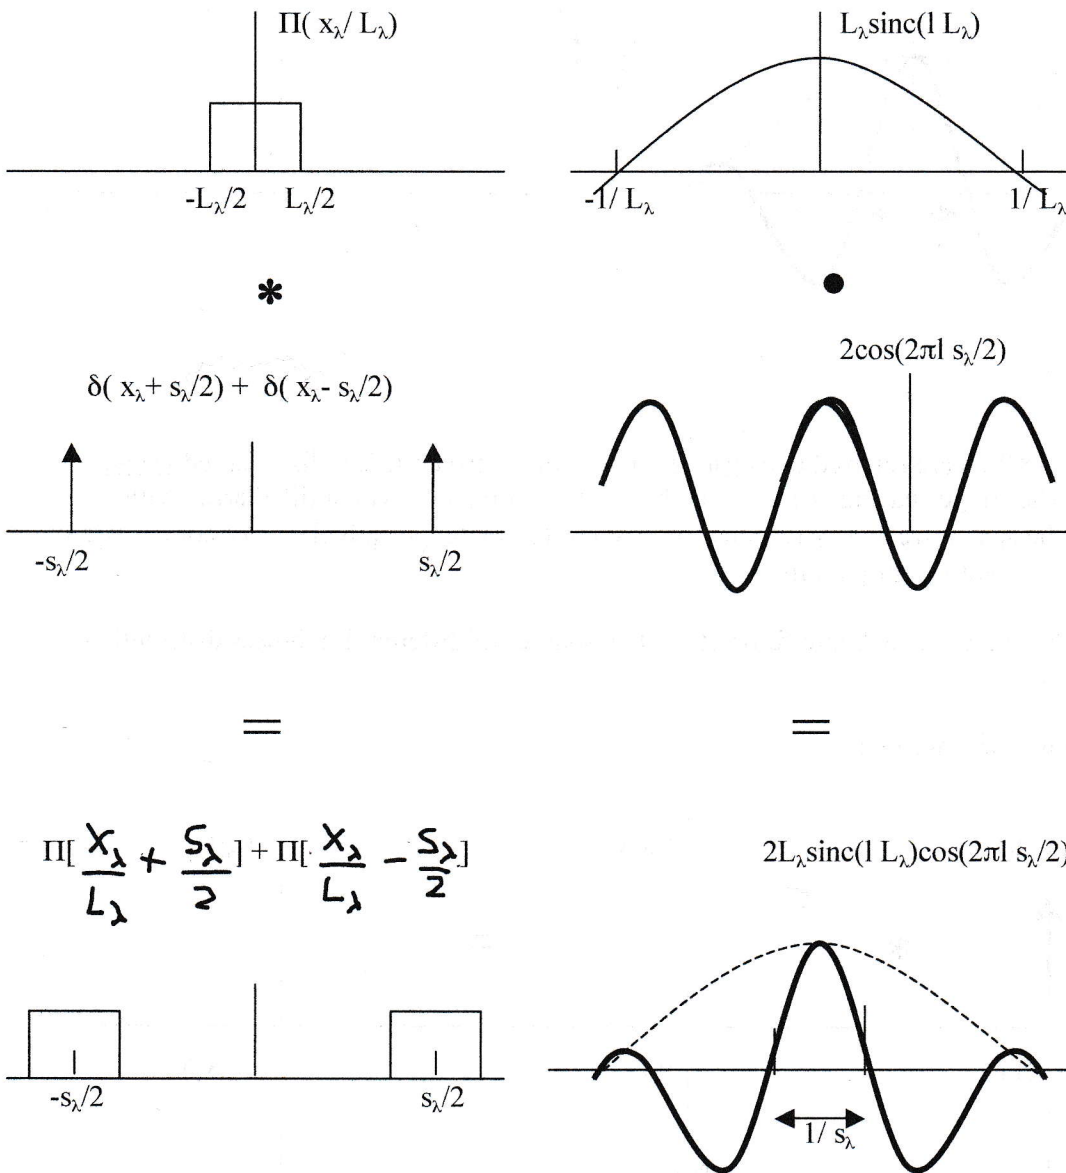 Π( x_λ/ L_λ)
L_λsinc(l L_λ)
-L_λ/2 L_λ/2
-1/ L_λ 1/ L_λ
*
●
2cos(2πl s_λ/2)
δ( x_λ+ s_λ/2) + δ( x_λ- s_λ/2)
-s_λ/2 s_λ/2
=
=
Π[ X_λ/L_λ + S_λ/2 ] + Π[ X_λ/L_λ - S_λ/2 ]
2L_λsinc(l L_λ)cos(2πl s_λ/2)
-s_λ/2 s_λ/2
1/ s_λ